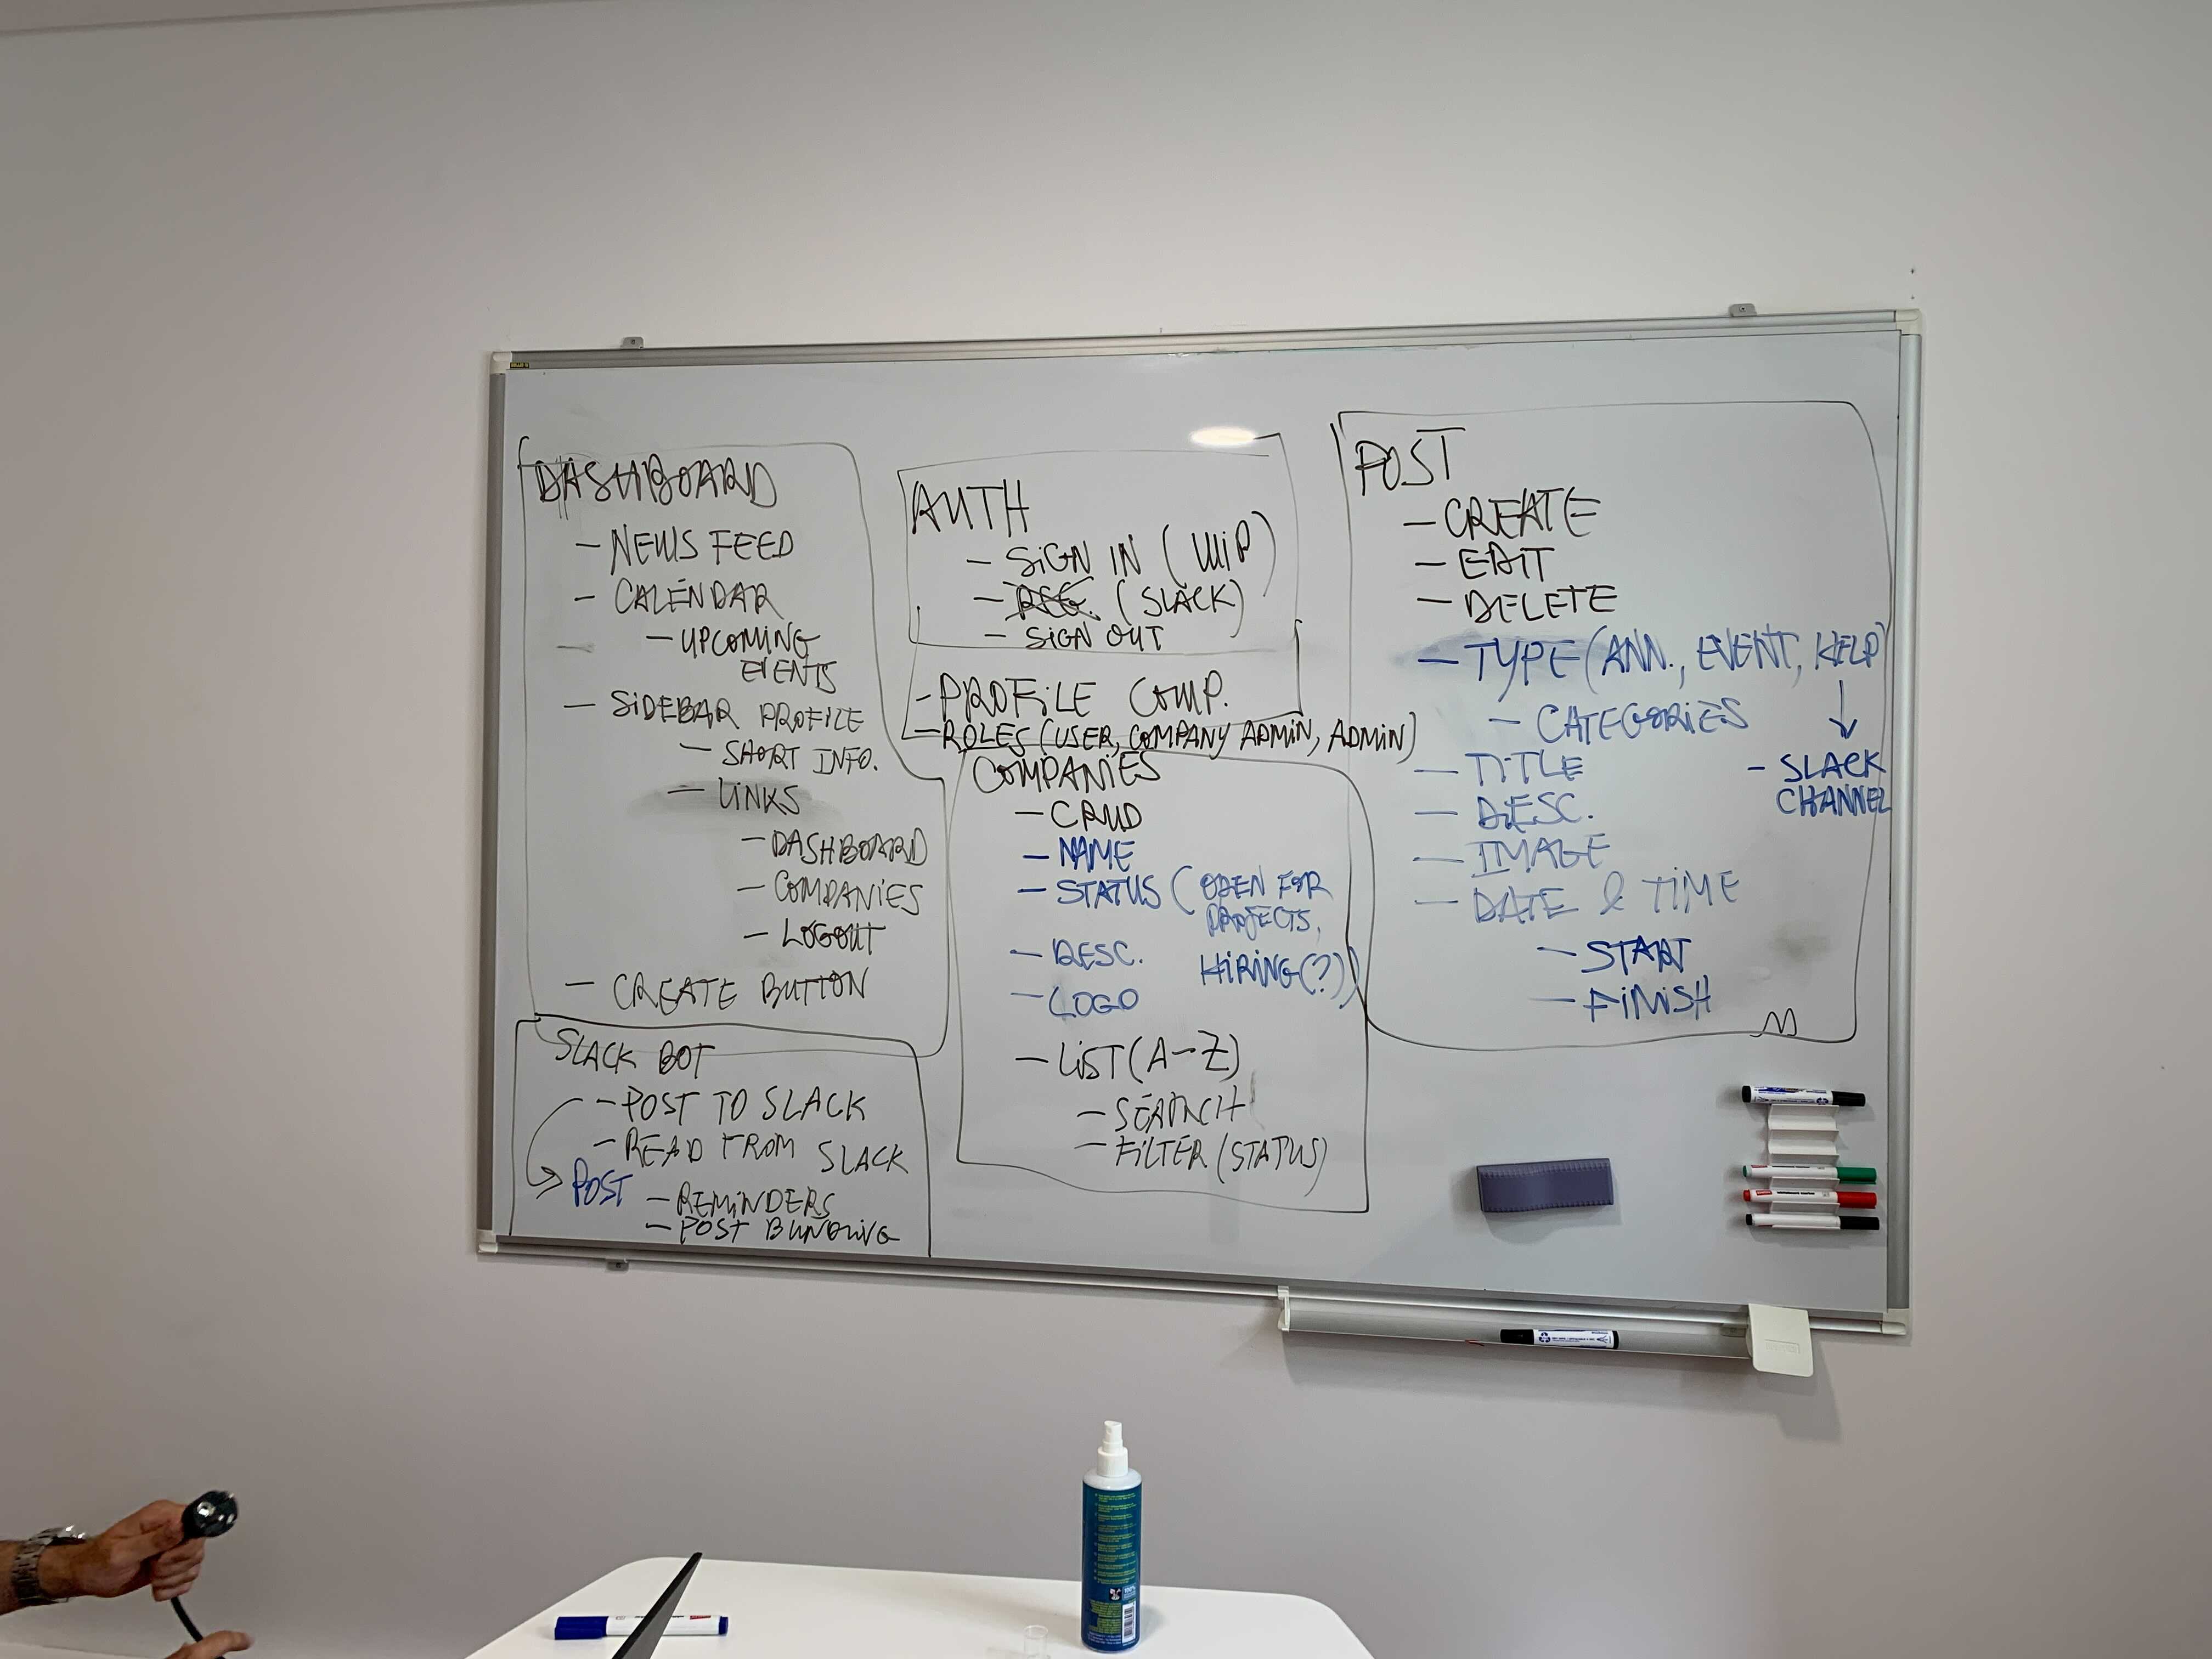 DASHBOARD
- NEWS FEED
- CALENDAR
- UPCOMING
EVENTS
- SIDEBAR PROFILE
- SHORT INFO.
- LINKS
- DASHBOARD
- COMPANIES
- LOGOUT
- CREATE BUTTON
SLACK BOT
- POST TO SLACK
- READ FROM SLACK
POST
- REMINDERS
- POST BUNDLING
AUTH
- SIGN IN (WIP)
- REG. (SLACK)
- SIGN OUT
- PROFILE COMP.
- ROLES (USER, COMPANY ADMIN, ADMIN)
COMPANIES
- CRUD
- NAME
- STATUS (OPEN FOR
PROJECTS,
HIRING(?))
- DESC.
- LOGO
- LIST (A-Z)
- SEARCH
- FILTER (STATUS)
POST
- CREATE
- EDIT
- DELETE
- TYPE (ANN., EVENT, HELP)
- CATEGORIES
- SLACK
CHANNEL
- TITLE
- DESC.
- IMAGE
- DATE & TIME
- START
- FINISH